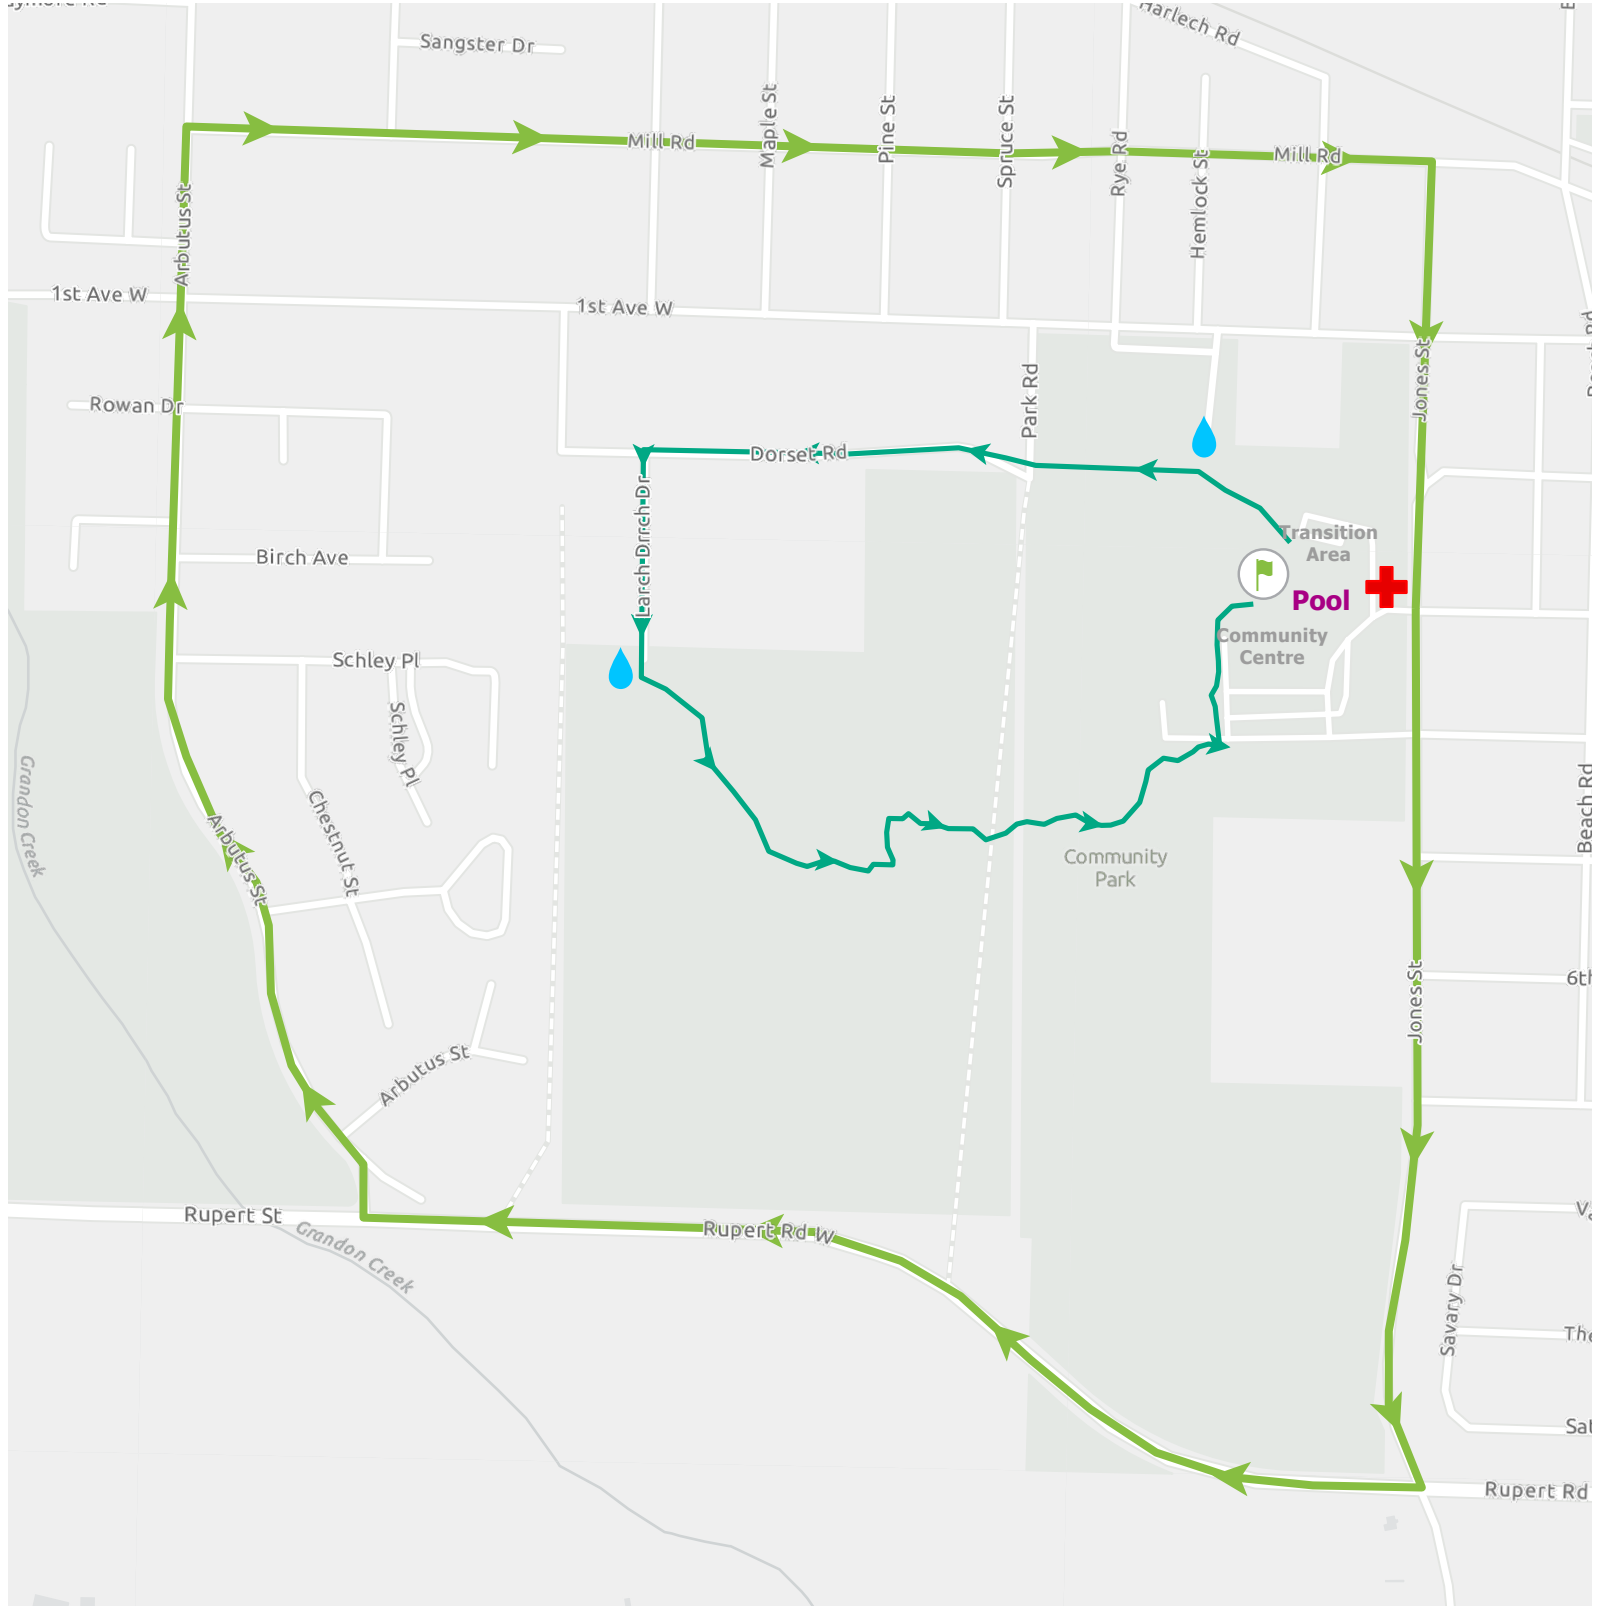 Sangster Dr
Harlech Rd
Maple St
Pine St
Spruce St
Mill Rd
Rye Rd
Hemlock St
Mill Rd
Arbutus St
1st Ave W
1st Ave W
Jones St
Park Rd
Rowan Dr
Dorset Rd
Larch Dr
Transition
Area
Birch Ave
Pool
Community
Centre
Schley Pl
Schley Pl
Grandon Creek
Chestnut St
Arbutus St
Beach Rd
Community
Park
6th
Jones St
Arbutus St
Rupert St
Rupert Rd W
Grandon Creek
Savary Dr
The
Sat
Rupert Rd